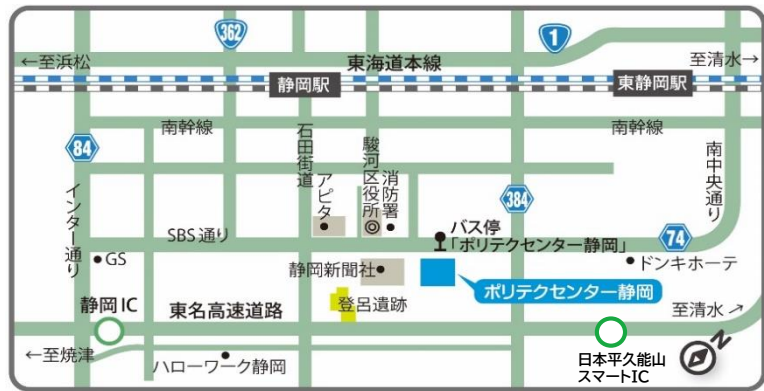 362
1
←至浜松
東海道本線
至清水→
静岡駅
東静岡駅
南幹線
南幹線
84
インター通り
石田街道
アピタ
駿河区役所
消防署
384
南中央通り
SBS通り
バス停
「ポリテクセンター静岡」
74
GS
静岡新聞社
ドンキホーテ
ポリテクセンター静岡
登呂遺跡
静岡IC
東名高速道路
至清水↗
←至焼津
ハローワーク静岡
日本平久能山
スマートIC
N